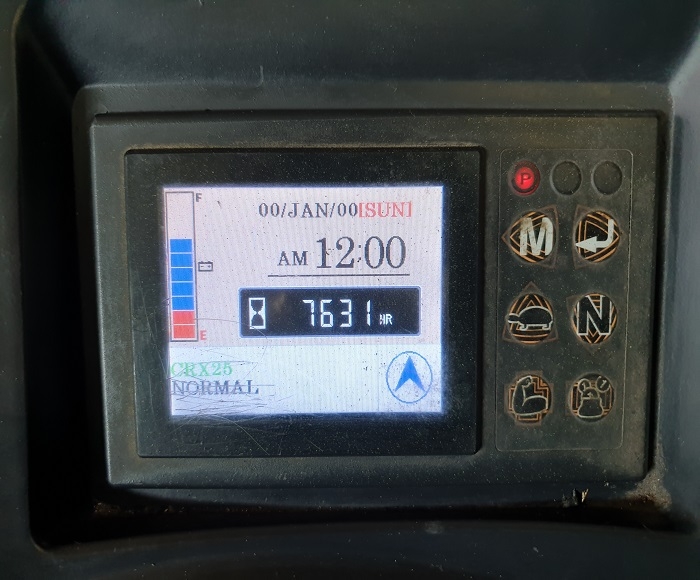 F
00/JAN/00[SUN]
AM 12:00
7631 HR
E
CRX25
NORMAL
P
M
N